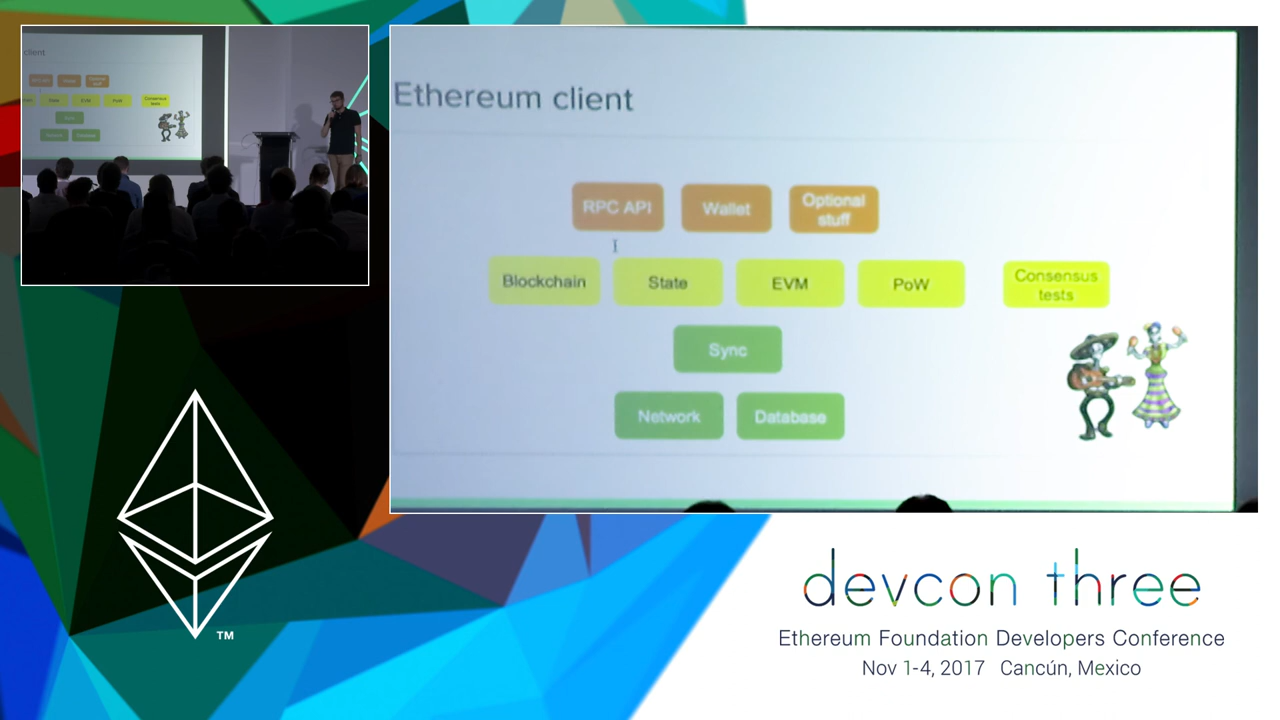 client
Ethereum client
RPC API
Wallet
Optional
stuff
Blockchain
State
EVM
PoW
Consensus
tests
Sync
Network
Database
TM
devcon three
Ethereum Foundation Developers Conference
Nov 1-4, 2017 Cancún, Mexico